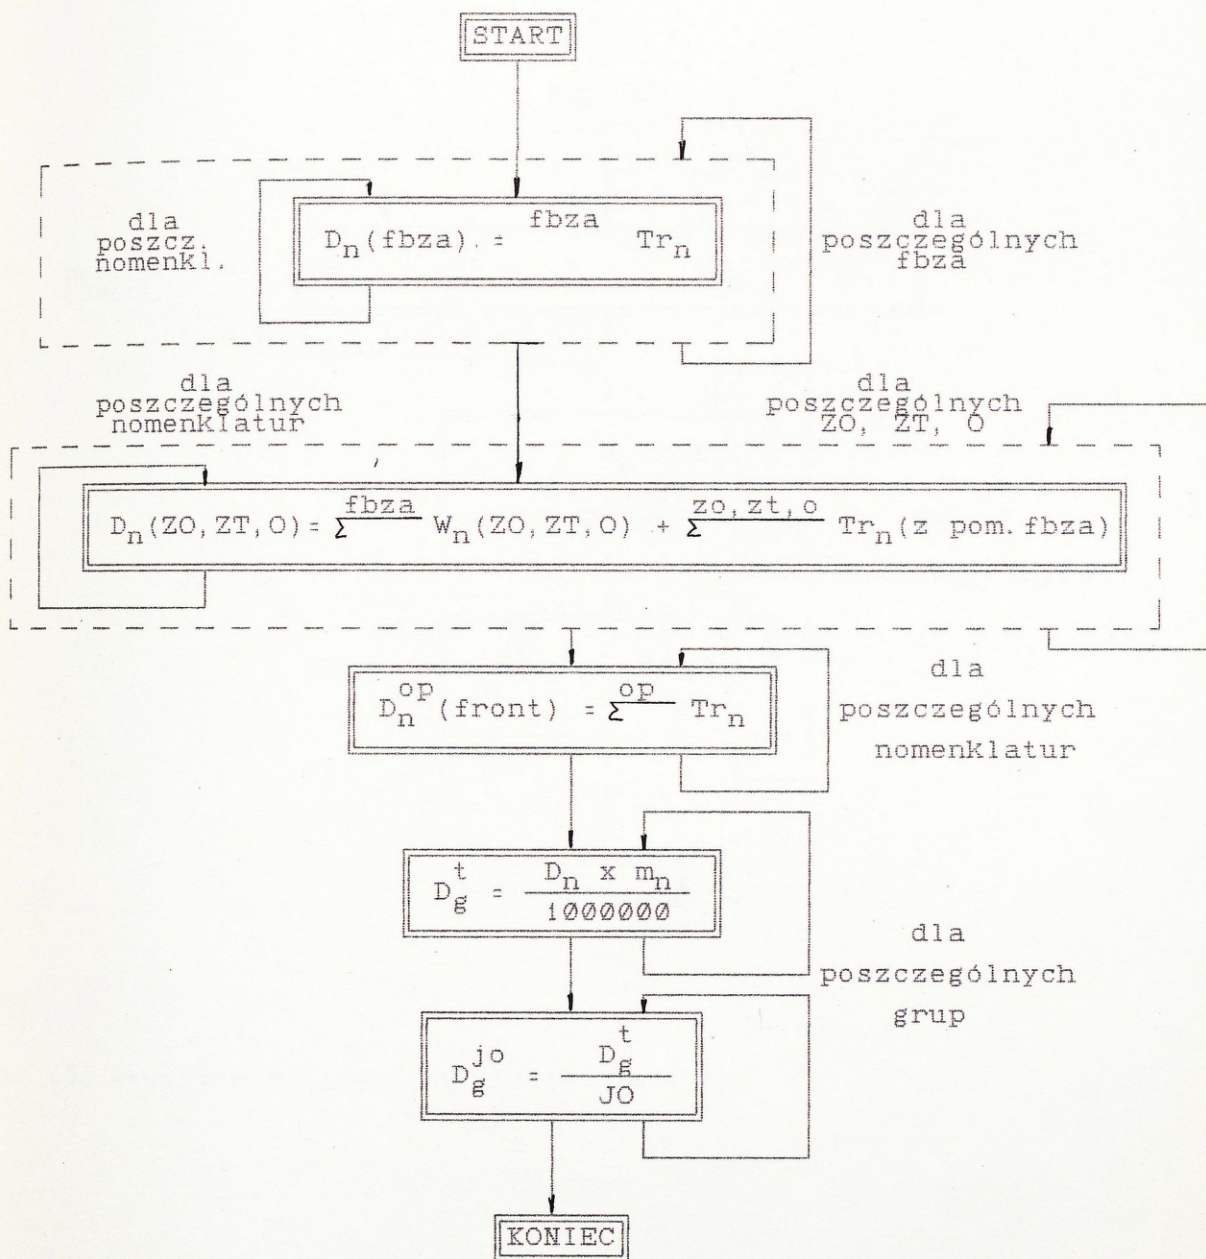 START
dla
poszcz.
nomenkl.
D_n(fbza). = ^fbza Tr_n
dla
poszczególnych
fbza
dla
poszczególnych
nomenklatur
dla
poszczególnych
ZO, ZT, O
D_n(ZO,ZT,O) = Σ^fbza W_n(ZO,ZT,O) + Σ^zo,zt,o Tr_n(z pom.fbza)
D_n^op(front) = Σ^op Tr_n
dla
poszczególnych
nomenklatur
D_g^t = D_n x m_n
1000000
dla
poszczególnych
grup
D_g^jo = D_g^t
JO
KONIEC